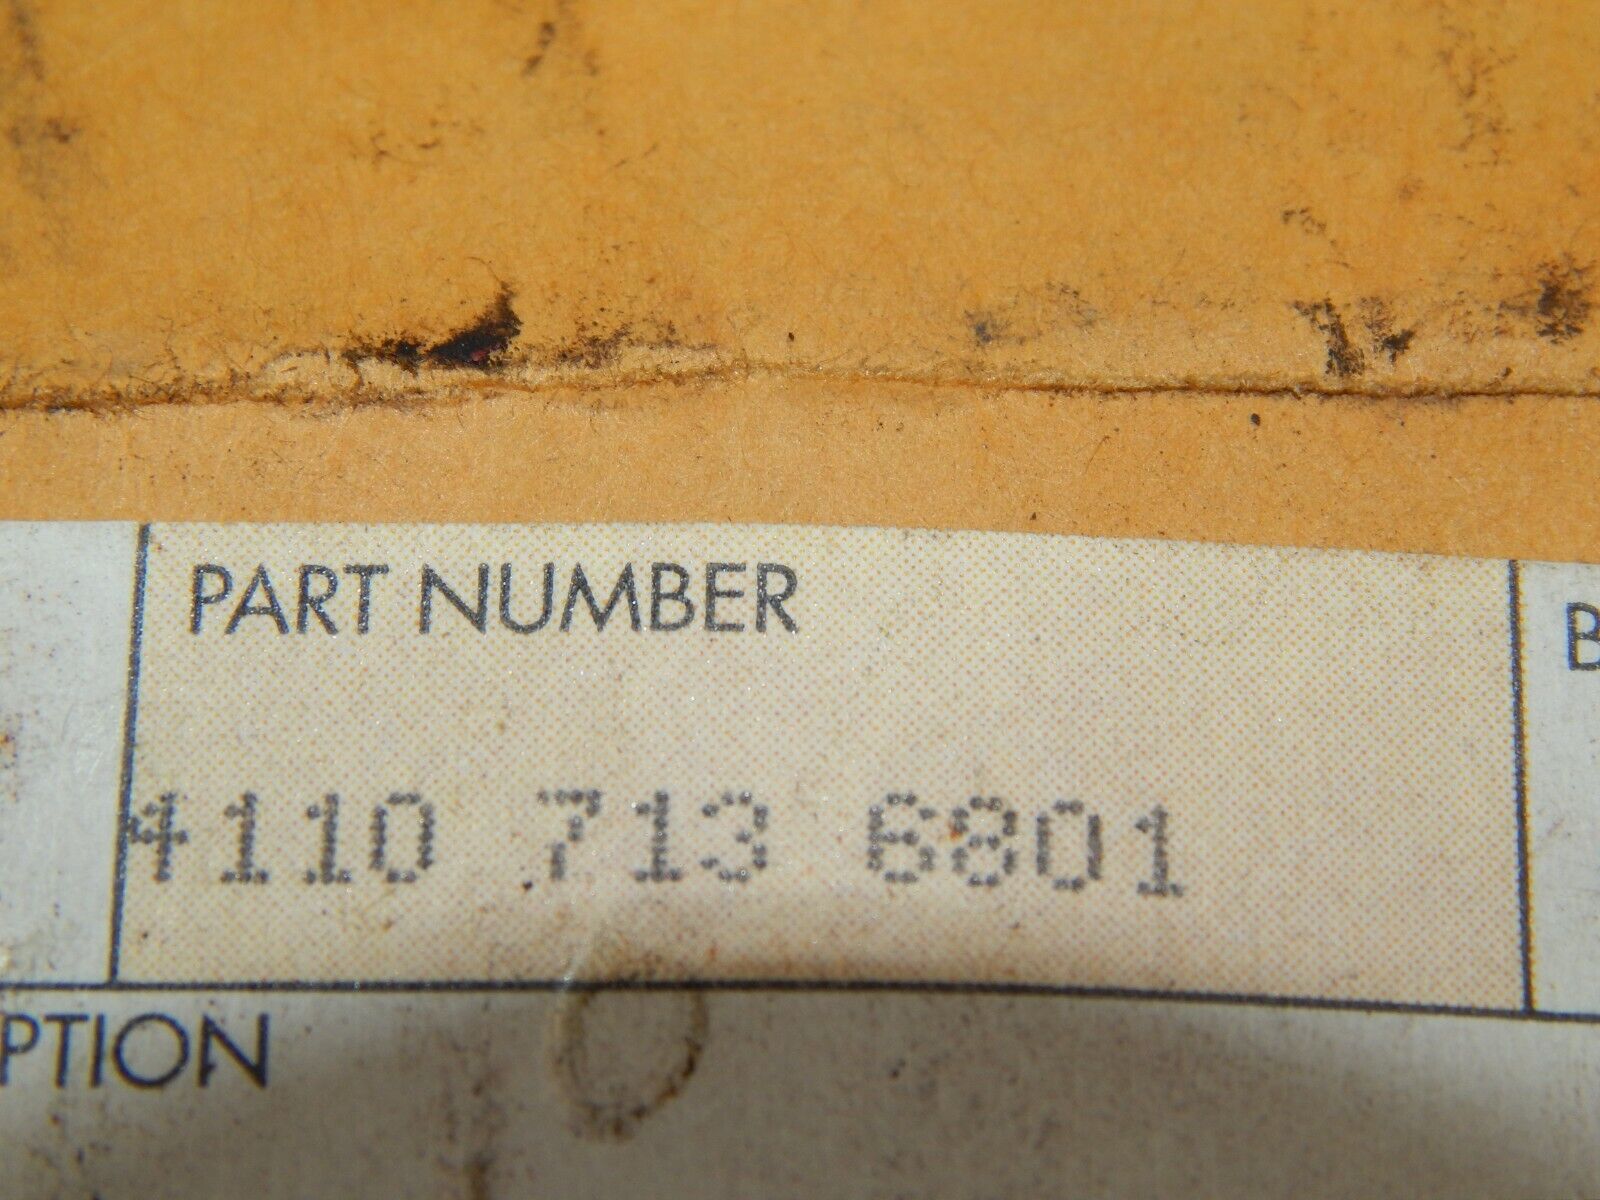 PART NUMBER
B
4110 713 6801
PTION